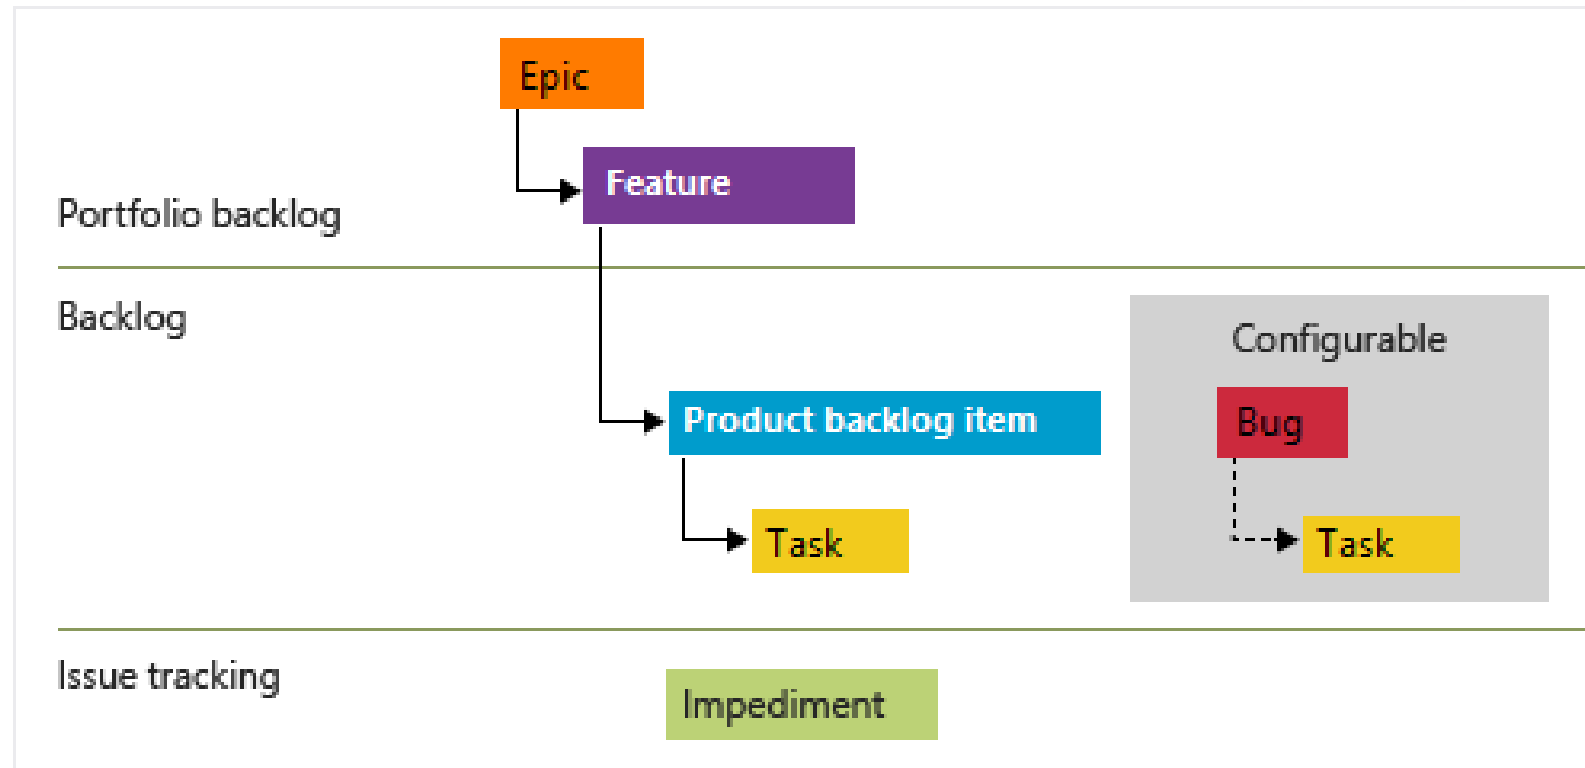 Epic
Feature
Portfolio backlog
Backlog
Configurable
Product backlog item
Bug
Task
Task
Issue tracking
Impediment